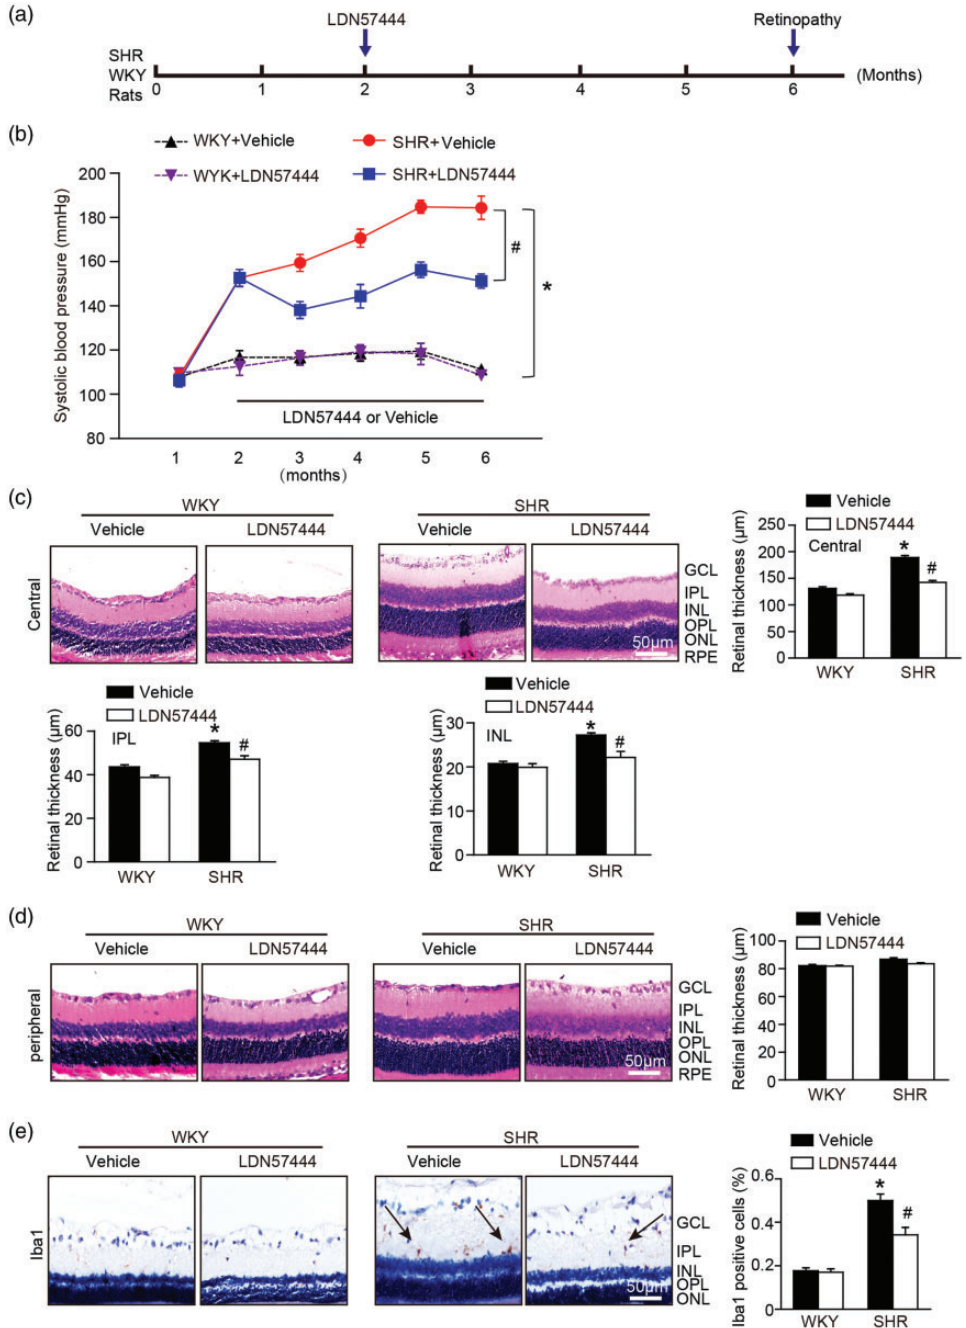 (a)
LDN57444
Retinopathy
SHR
WKY
Rats
0 1 2 3 4 5 6 (Months)
(b)
WKY+Vehicle SHR+Vehicle
WYK+LDN57444 SHR+LDN57444
Systolic blood pressure (mmHg)
200
180
160
140
120
100
80
#
*
LDN57444 or Vehicle
1 2 3 4 5 6
(months)
(c)
WKY SHR
Vehicle LDN57444 Vehicle LDN57444
Central
GCL
IPL
INL
OPL
ONL
RPE
50μm
Vehicle
LDN57444
Central
Retinal thickness (μm)
250
200
150
100
50
0
*
#
WKY SHR
Vehicle
LDN57444
IPL
Retinal thickness (μm)
60
40
20
0
*
#
WKY SHR
Vehicle
LDN57444
INL
Retinal thickness (μm)
30
20
10
0
*
#
WKY SHR
(d)
WKY SHR
Vehicle LDN57444 Vehicle LDN57444
peripheral
GCL
IPL
INL
OPL
ONL
RPE
50μm
Vehicle
LDN57444
Retinal thickness (μm)
100
80
60
40
20
0
WKY SHR
(e)
WKY SHR
Vehicle LDN57444 Vehicle LDN57444
Iba1
GCL
IPL
INL
OPL
ONL
50μm
Vehicle
LDN57444
Iba1 positive cells (%)
0.6
0.4
0.2
0
*
#
WKY SHR